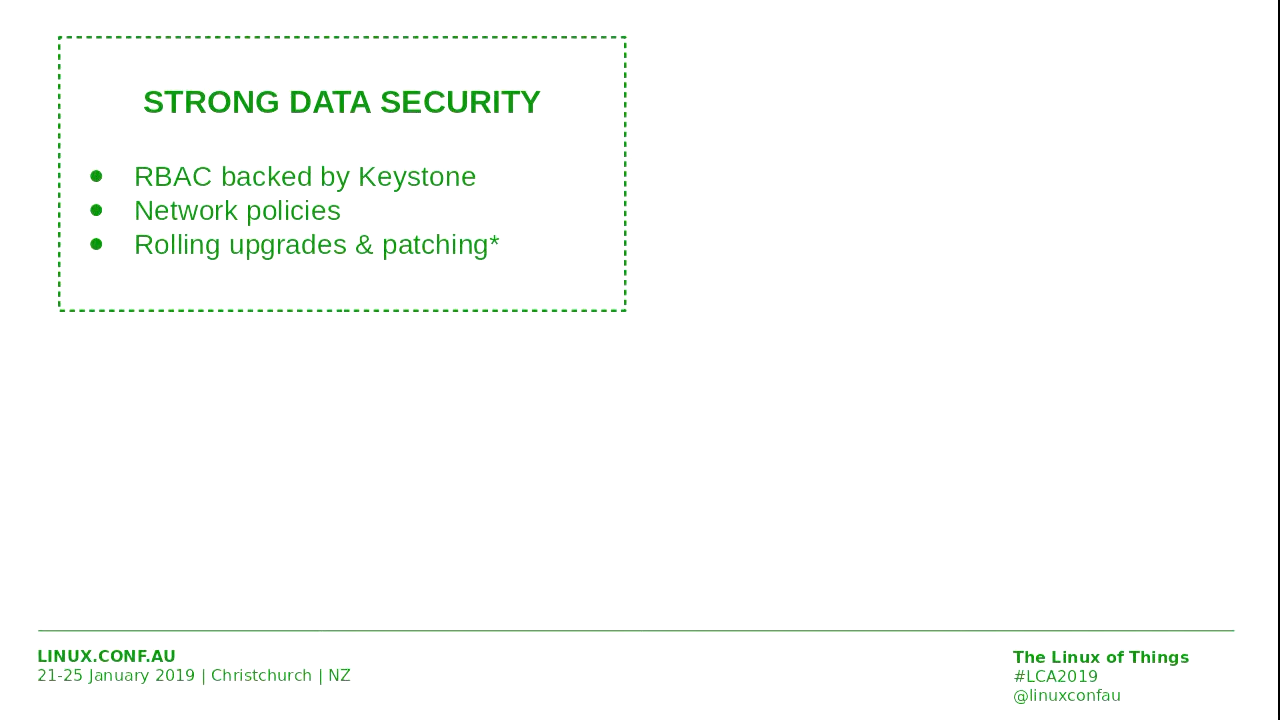 STRONG DATA SECURITY
● RBAC backed by Keystone
● Network policies
● Rolling upgrades & patching*
LINUX.CONF.AU
21-25 January 2019 | Christchurch | NZ
The Linux of Things
#LCA2019
@linuxconfau